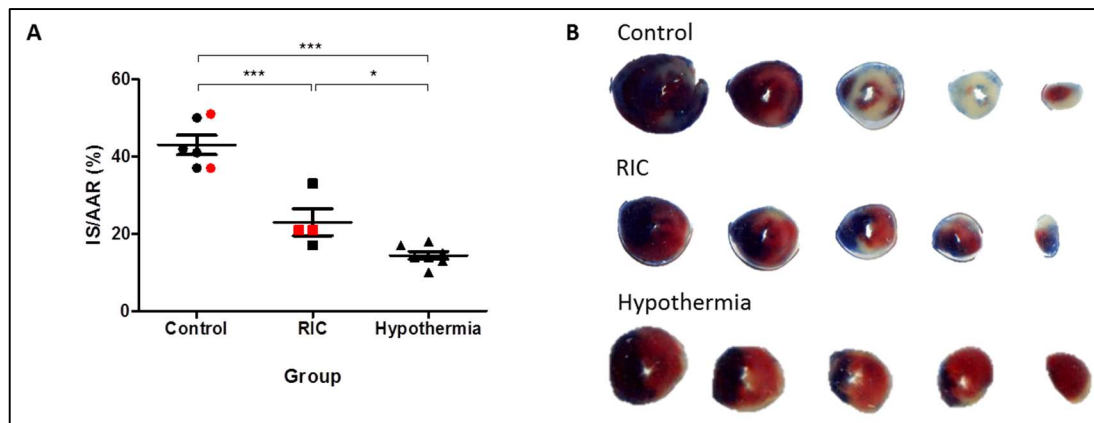 A
***
***
*
60
40
20
0
IS/AAR (%)
Control
RIC
Hypothermia
Group
B
Control
RIC
Hypothermia